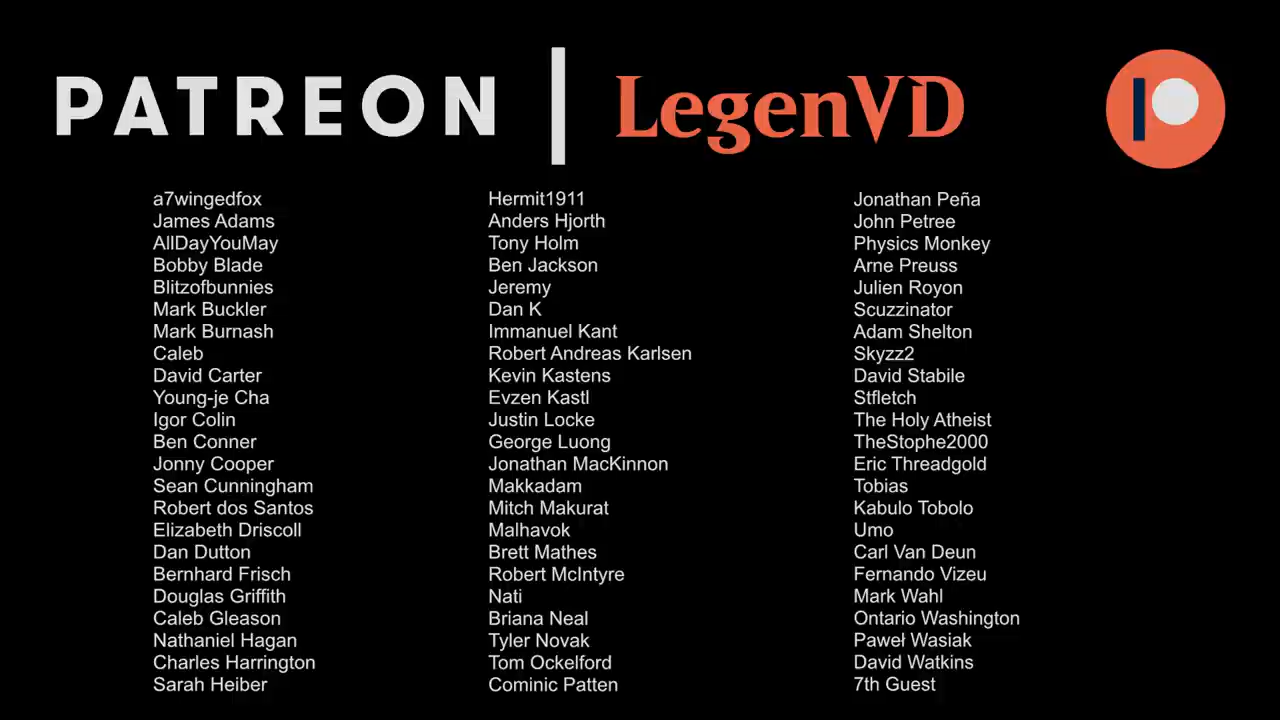 PATREON | LegenVD
a7wingedfox
James Adams
AllDayYouMay
Bobby Blade
Blitzofbunnies
Mark Buckler
Mark Burnash
Caleb
David Carter
Young-je Cha
Igor Colin
Ben Conner
Jonny Cooper
Sean Cunningham
Robert dos Santos
Elizabeth Driscoll
Dan Dutton
Bernhard Frisch
Douglas Griffith
Caleb Gleason
Nathaniel Hagan
Charles Harrington
Sarah Heiber
Hermit1911
Anders Hjorth
Tony Holm
Ben Jackson
Jeremy
Dan K
Immanuel Kant
Robert Andreas Karlsen
Kevin Kastens
Evzen Kastl
Justin Locke
George Luong
Jonathan MacKinnon
Makkadam
Mitch Makurat
Malhavok
Brett Mathes
Robert McIntyre
Nati
Briana Neal
Tyler Novak
Tom Ockelford
Cominic Patten
Jonathan Peña
John Petree
Physics Monkey
Arne Preuss
Julien Royon
Scuzzinator
Adam Shelton
Skyzz2
David Stabile
Stfletch
The Holy Atheist
TheStophe2000
Eric Threadgold
Tobias
Kabulo Tobolo
Umo
Carl Van Deun
Fernando Vizeu
Mark Wahl
Ontario Washington
Paweł Wasiak
David Watkins
7th Guest